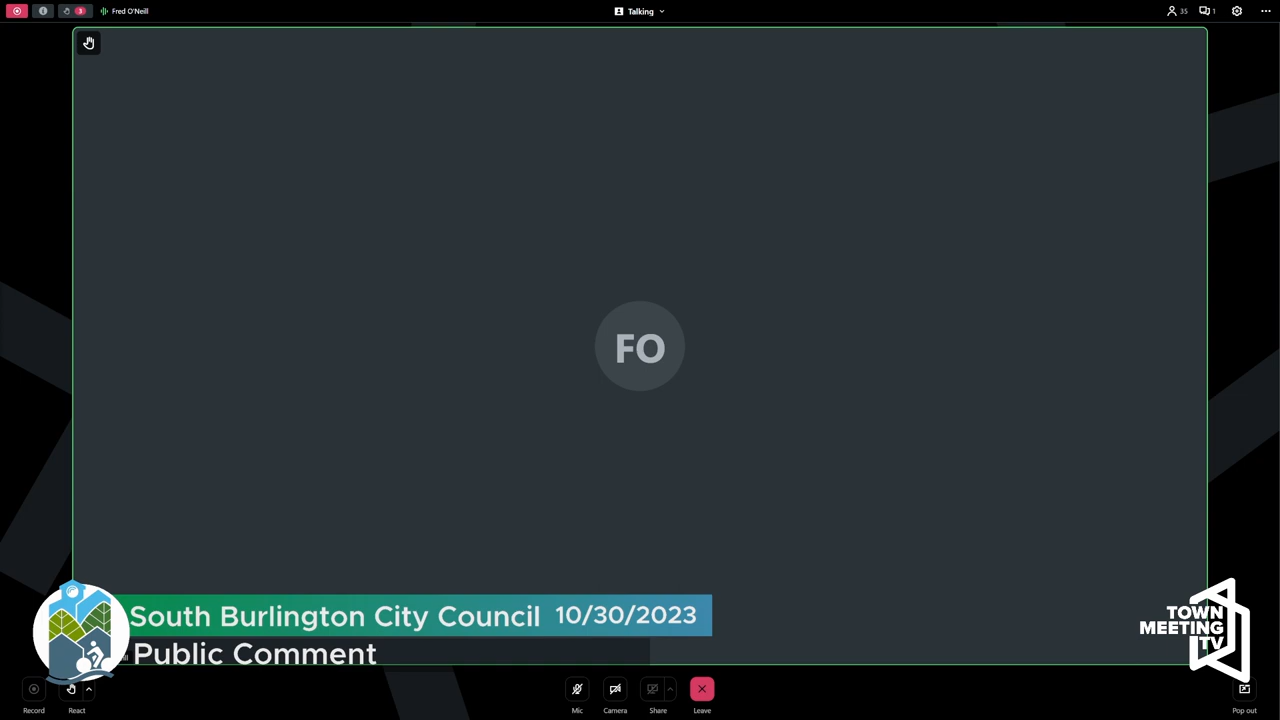 3
Fred O'Neill
Talking
35
1
FO
South Burlington City Council 10/30/2023
Public Comment
TOWN
MEETING
TV
Record
React
Mic
Camera
Share
Leave
Pop out